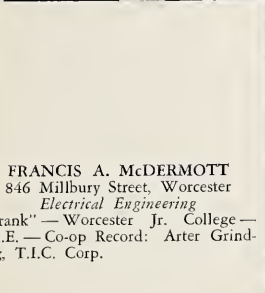 FRANCIS A. McDERMOTT
846 Millbury Street, Worcester
Electrical Engineering
rank" — Worcester Jr. College —
.E. — Co-op Record: Arter Grind-
, T.I.C. Corp.